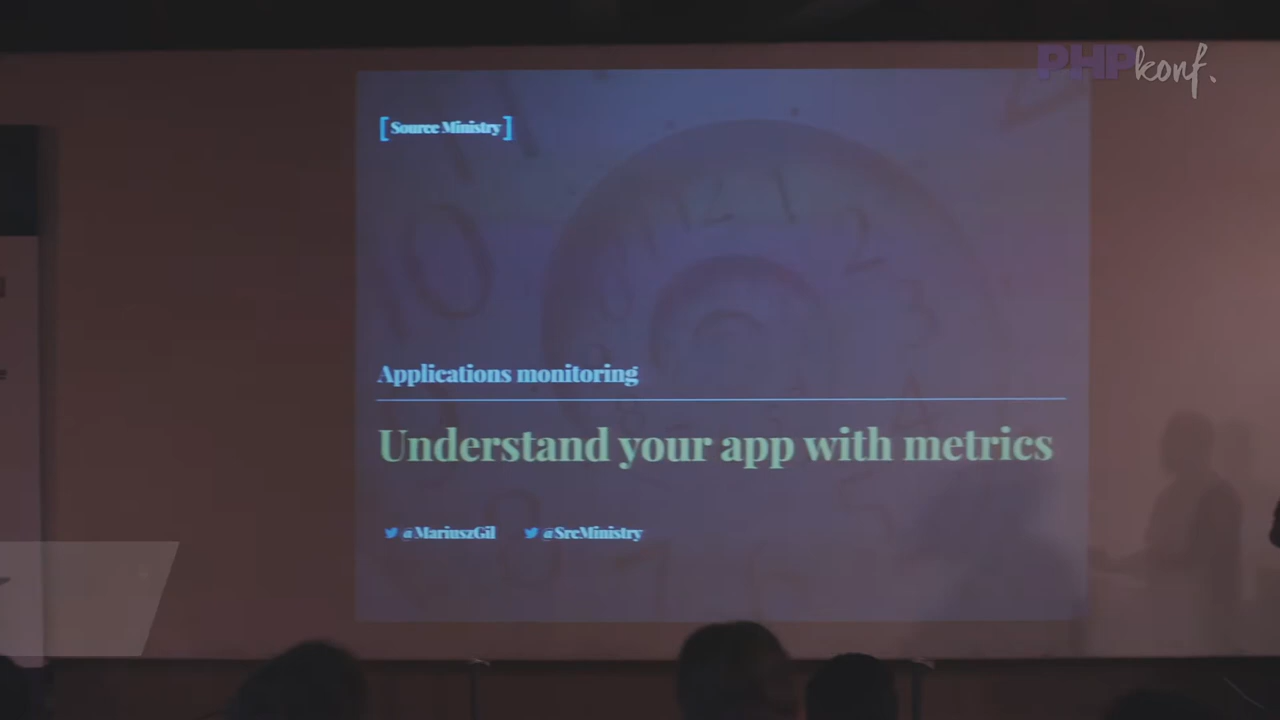 PHPkonf.
[Source Ministry]
Applications monitoring
Understand your app with metrics
@MariuszGil @SrcMinistry